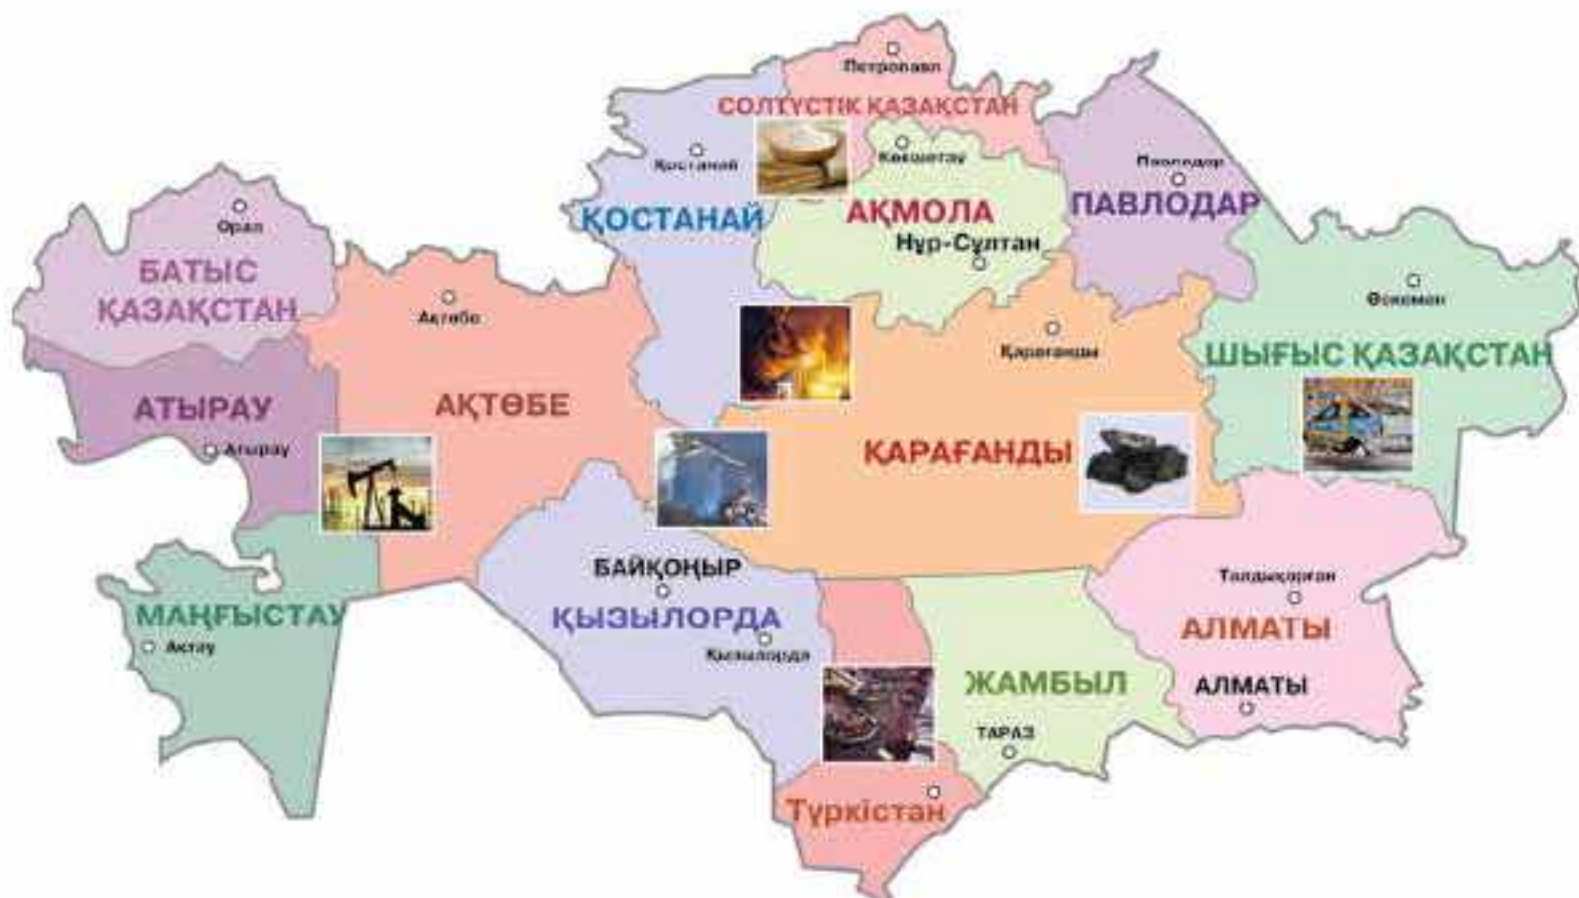 Петропавл
СОЛТҮСТІК ҚАЗАҚСТАН
Қостанай
Көкшетау
Павлодар
ҚОСТАНАЙ
АҚМОЛА
ПАВЛОДАР
Орал
Нұр-Сұлтан
БАТЫС
ҚАЗАҚСТАН
Ақтөбе
Өскемен
Қарағанды
ШЫҒЫС ҚАЗАҚСТАН
АТЫРАУ
АҚТӨБЕ
Атырау
ҚАРАҒАНДЫ
БАЙҚОҢЫР
Талдықорған
МАҢҒЫСТАУ
ҚЫЗЫЛОРДА
АЛМАТЫ
Ақтау
Қызылорда
ЖАМБЫЛ
АЛМАТЫ
ТАРАЗ
Түркістан